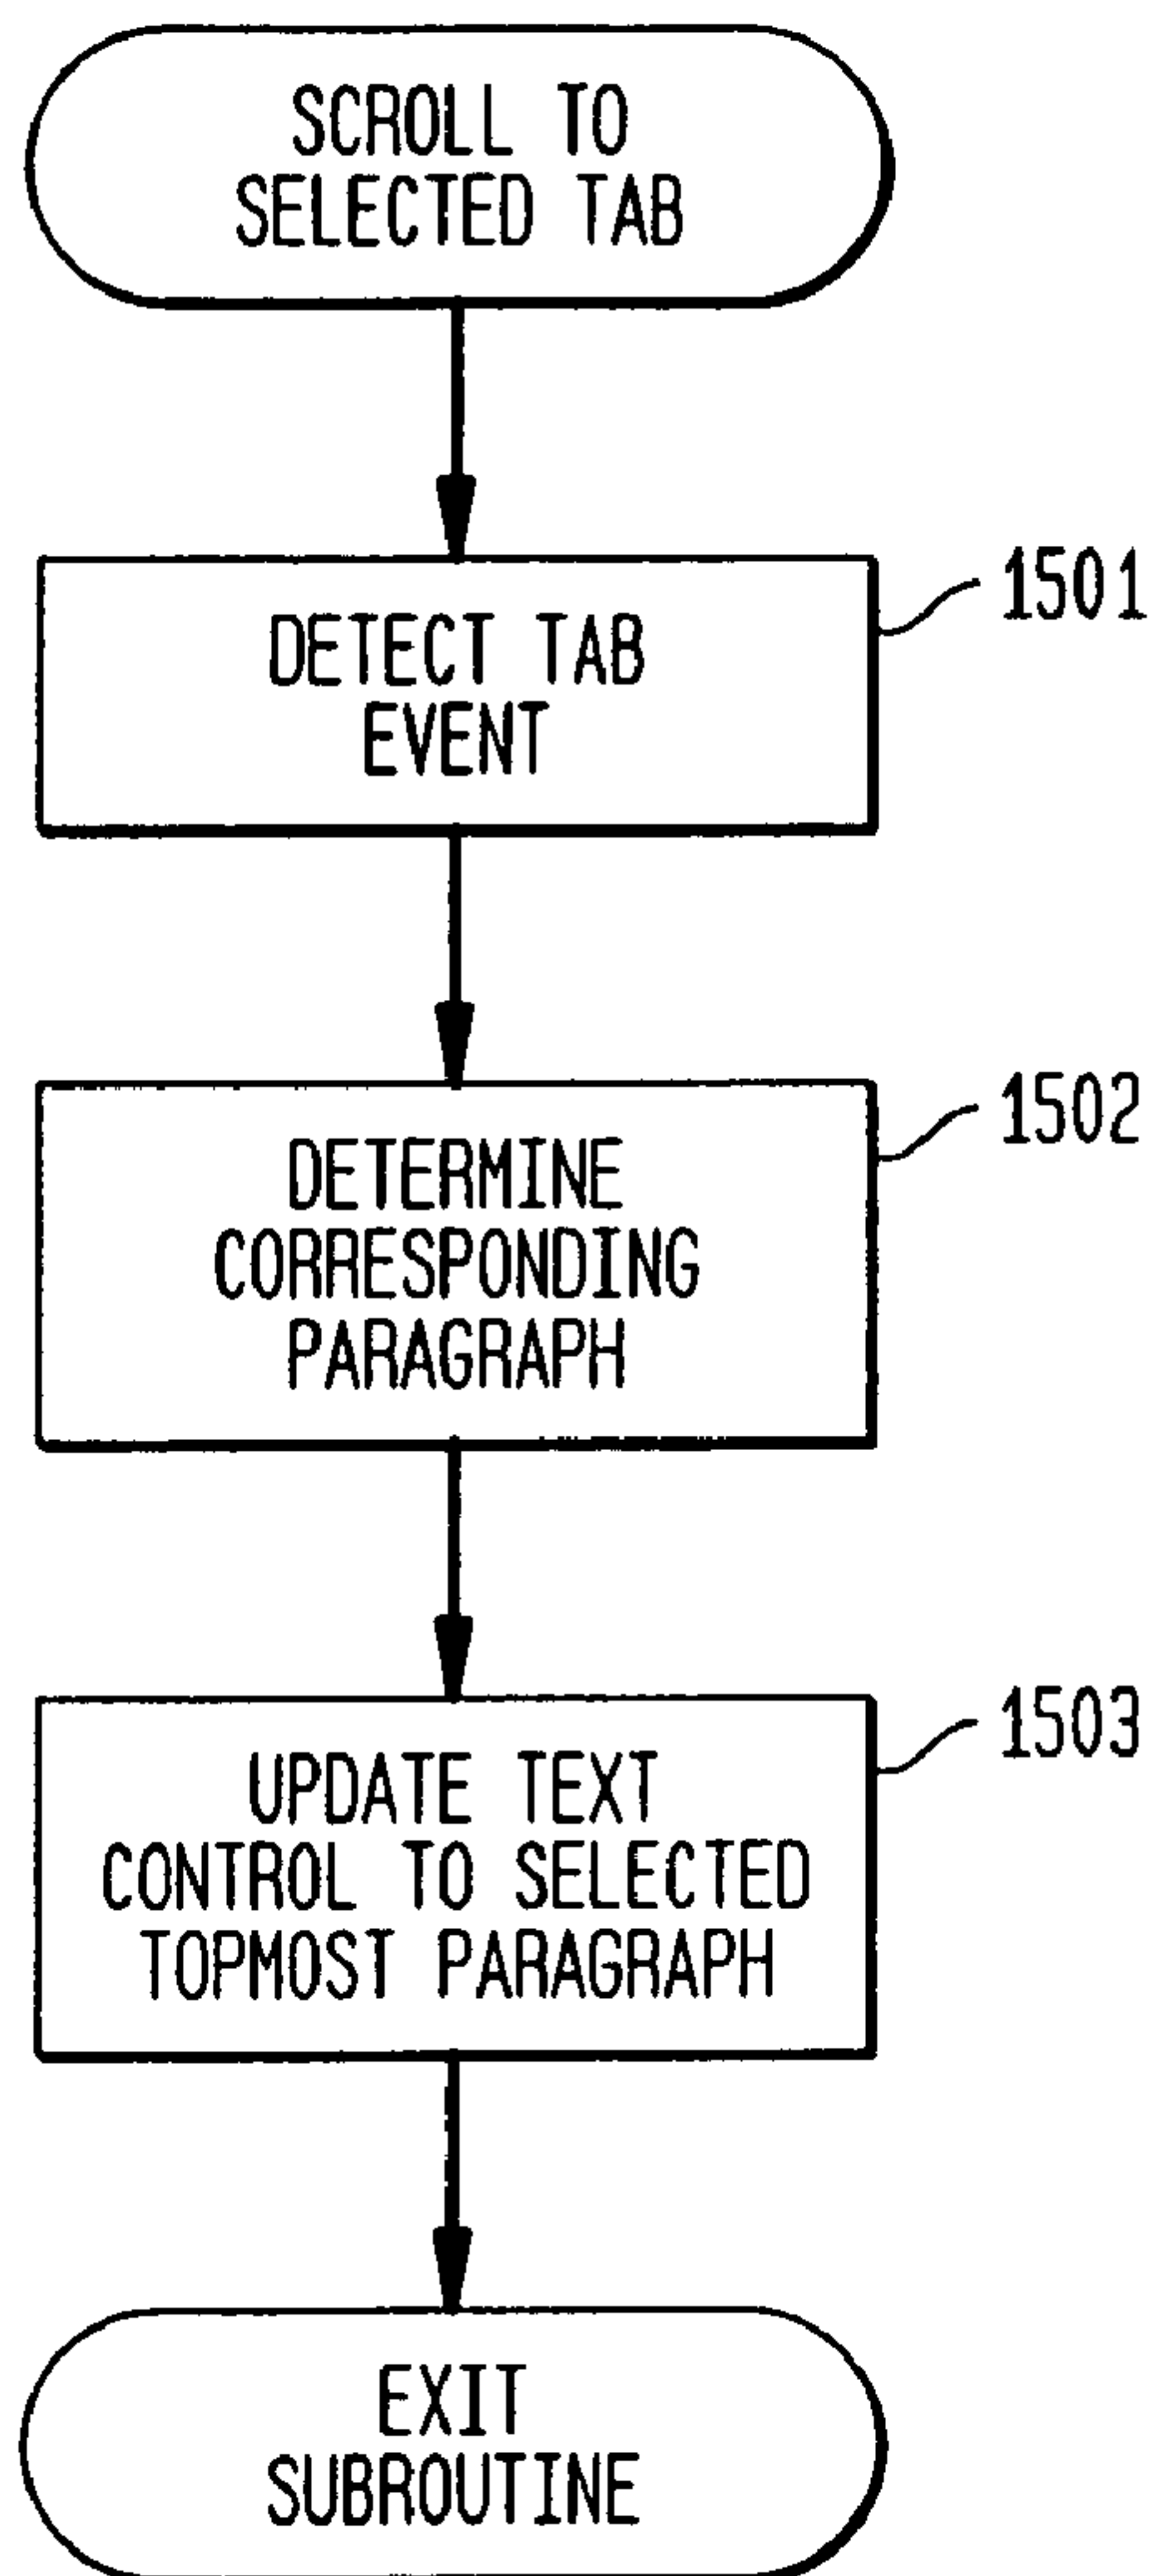 SCROLL TO
SELECTED TAB
1501
DETECT TAB
EVENT
1502
DETERMINE
CORRESPONDING
PARAGRAPH
1503
UPDATE TEXT
CONTROL TO SELECTED
TOPMOST PARAGRAPH
EXIT
SUBROUTINE